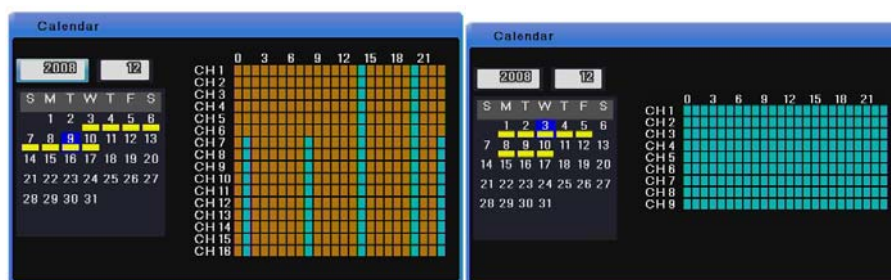 Calendar
2008 12
S M T W T F S
1 2 3 4 5 6
7 8 9 10 11 12 13
14 15 16 17 18 19 20
21 22 23 24 25 26 27
28 29 30 31
0 3 6 9 12 15 18 21
CH 1
CH 2
CH 3
CH 4
CH 5
CH 6
CH 7
CH 8
CH 9
CH 10
CH 11
CH 12
CH 13
CH 14
CH 15
CH 16
Calendar
2008 12
S M T W T F S
1 2 3 4 5 6
7 8 9 10 11 12 13
14 15 16 17 18 19 20
21 22 23 24 25 26 27
28 29 30 31
0 3 6 9 12 15 18 21
CH 1
CH 2
CH 3
CH 4
CH 5
CH 6
CH 7
CH 8
CH 9